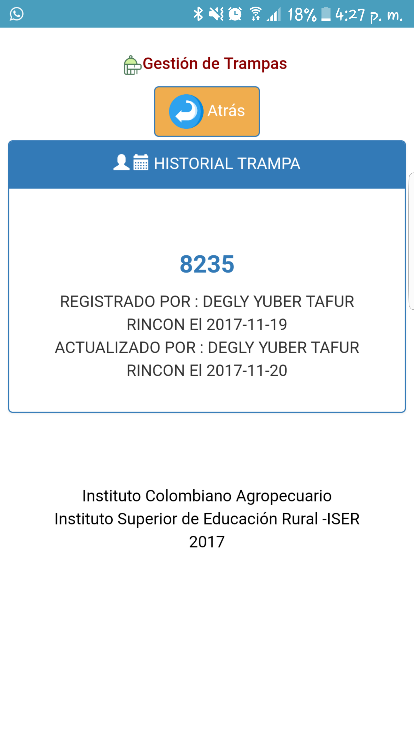 18% 4:27 p. m.
Gestión de Trampas
Atrás
HISTORIAL TRAMPA
8235
REGISTRADO POR : DEGLY YUBER TAFUR
RINCON El 2017-11-19
ACTUALIZADO POR : DEGLY YUBER TAFUR
RINCON El 2017-11-20
Instituto Colombiano Agropecuario
Instituto Superior de Educación Rural -ISER
2017